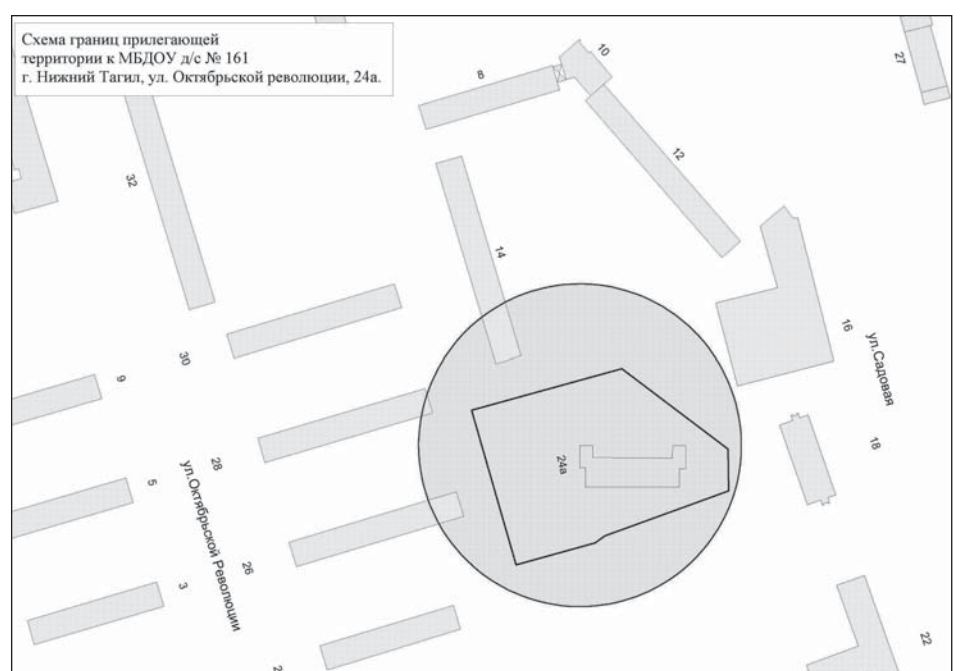 Схема границ прилегающей
территории к МБДОУ д/с № 161
г. Нижний Тагил, ул. Октябрьской революции, 24а.
10
8
27
12
32
14
16
ул.Садовая
30
9
18
28
24а
5
ул.Октябрьской Революции
26
3
22